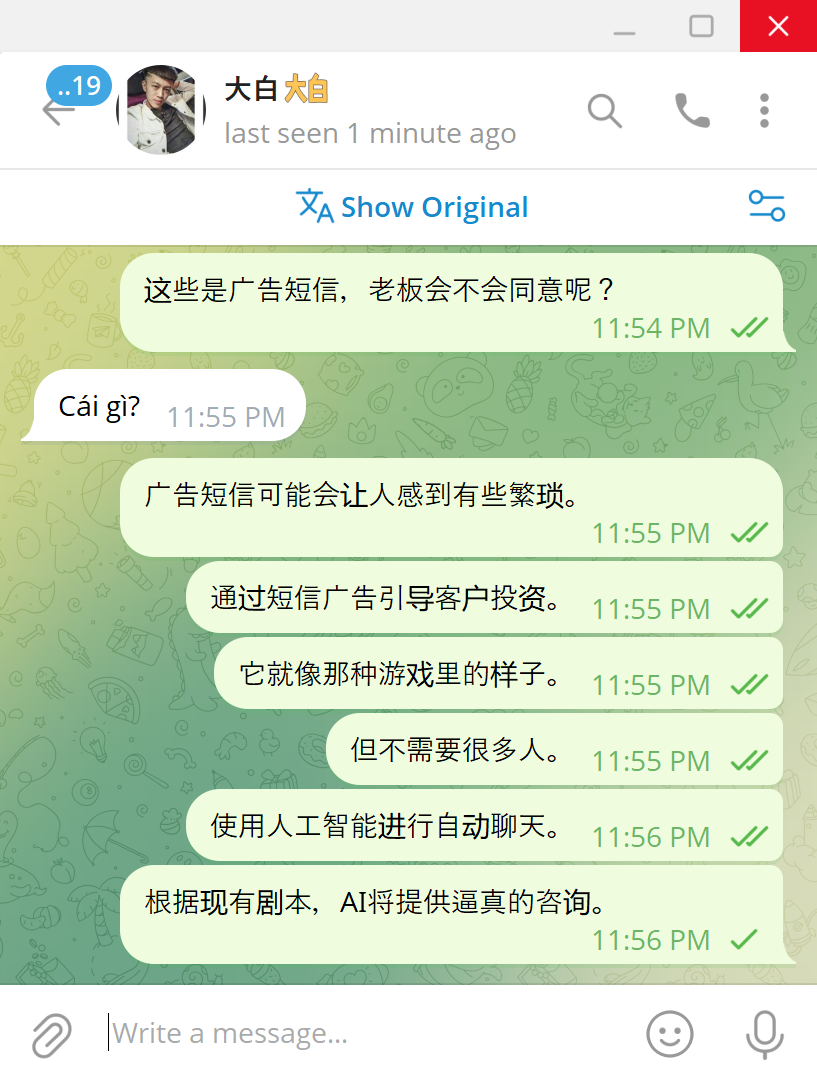 ..19
大白 大白
last seen 1 minute ago
Show Original
这些是广告短信，老板会不会同意呢？
11:54 PM
Cái gì? 11:55 PM
广告短信可能会让人感到有些繁琐。
11:55 PM
通过短信广告引导客户投资。 11:55 PM
它就像那种游戏里的样子。 11:55 PM
但不需要很多人。 11:55 PM
使用人工智能进行自动聊天。 11:56 PM
根据现有剧本，AI将提供逼真的咨询。
11:56 PM
Write a message...